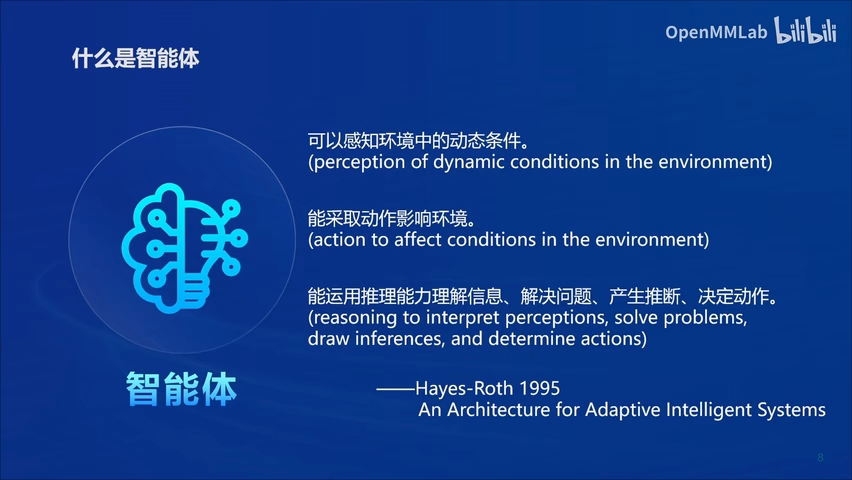 OpenMMLab bilibili
什么是智能体
可以感知环境中的动态条件。
(perception of dynamic conditions in the environment)
能采取动作影响环境。
(action to affect conditions in the environment)
能运用推理能力理解信息、解决问题、产生推断、决定动作。
(reasoning to interpret perceptions, solve problems,
draw inferences, and determine actions)
智能体
——Hayes-Roth 1995
An Architecture for Adaptive Intelligent Systems
8